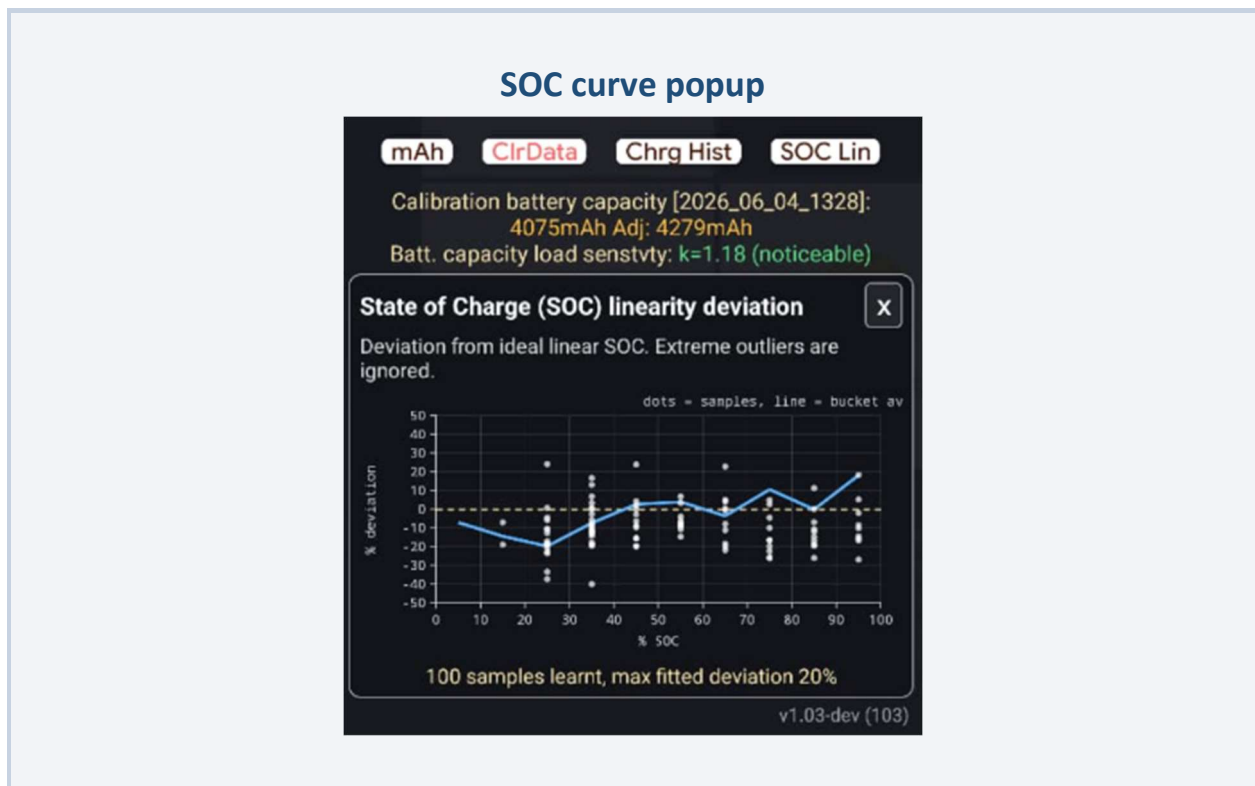 SOC curve popup
mAh ClrData Chrg Hist SOC Lin
Calibration battery capacity [2026_06_04_1328]:
4075mAh Adj: 4279mAh
Batt. capacity load senstvty: k=1.18 (noticeable)
State of Charge (SOC) linearity deviation X
Deviation from ideal linear SOC. Extreme outliers are
ignored.
dots = samples, line = bucket av
% deviation
50
40
30
20
10
0
-10
-20
-30
-40
-50
0 10 20 30 40 50 60 70 80 90 100
% SOC
100 samples learnt, max fitted deviation 20%
v1.03-dev (103)